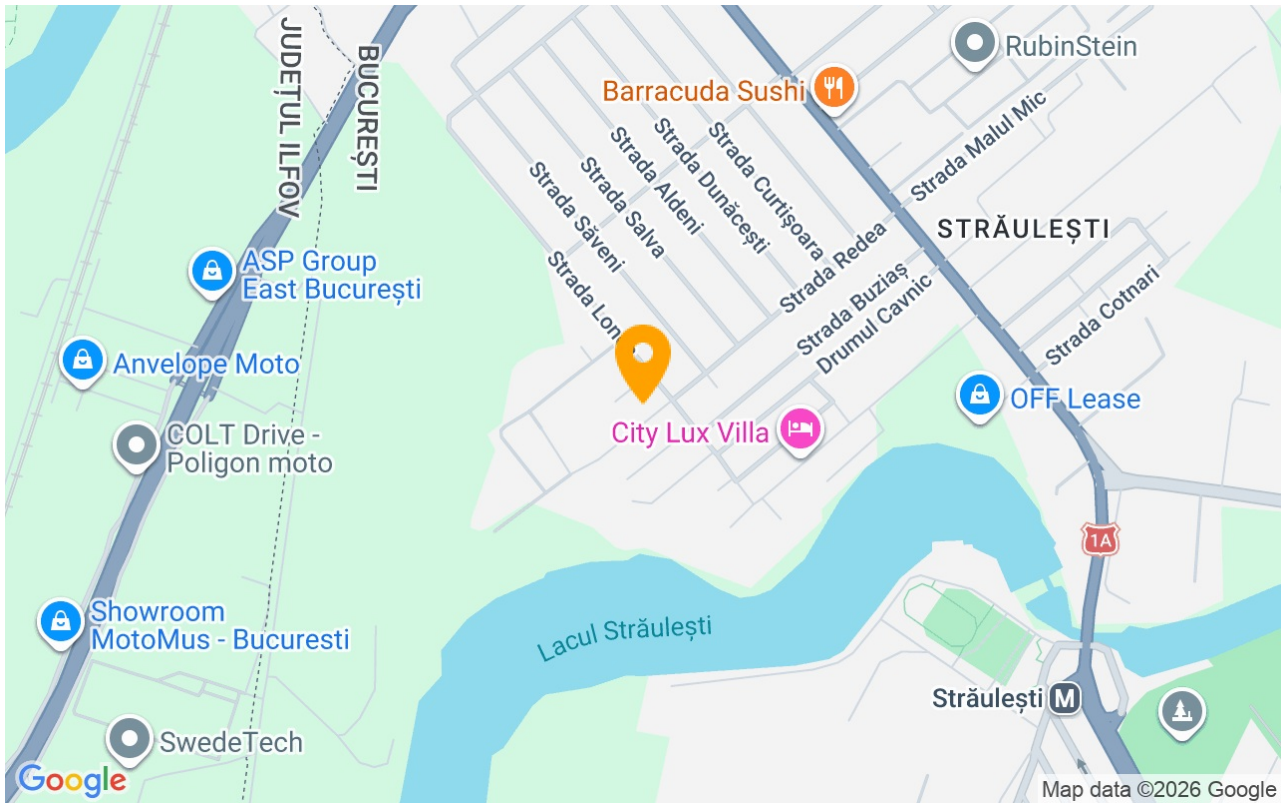 JUDEȚUL ILFOV
BUCUREȘTI
RubinStein
Barracuda Sushi
Strada Malul Mic
Strada Curtișoara
Strada Dunăcești
Strada Aldeni
Strada Salva
Strada Săveni
STRĂULEȘTI
Strada Redea
ASP Group
East București
Strada Buziaș
Drumul Cavnic
Strada Cotnari
Strada
Anvelope Moto
OFF Lease
COLT Drive -
Poligon moto
City Lux Villa
1A
Showroom
MotoMus - Bucuresti
Lacul Străulești
Străulești M
SwedeTech
Google
Map data ©2026 Google